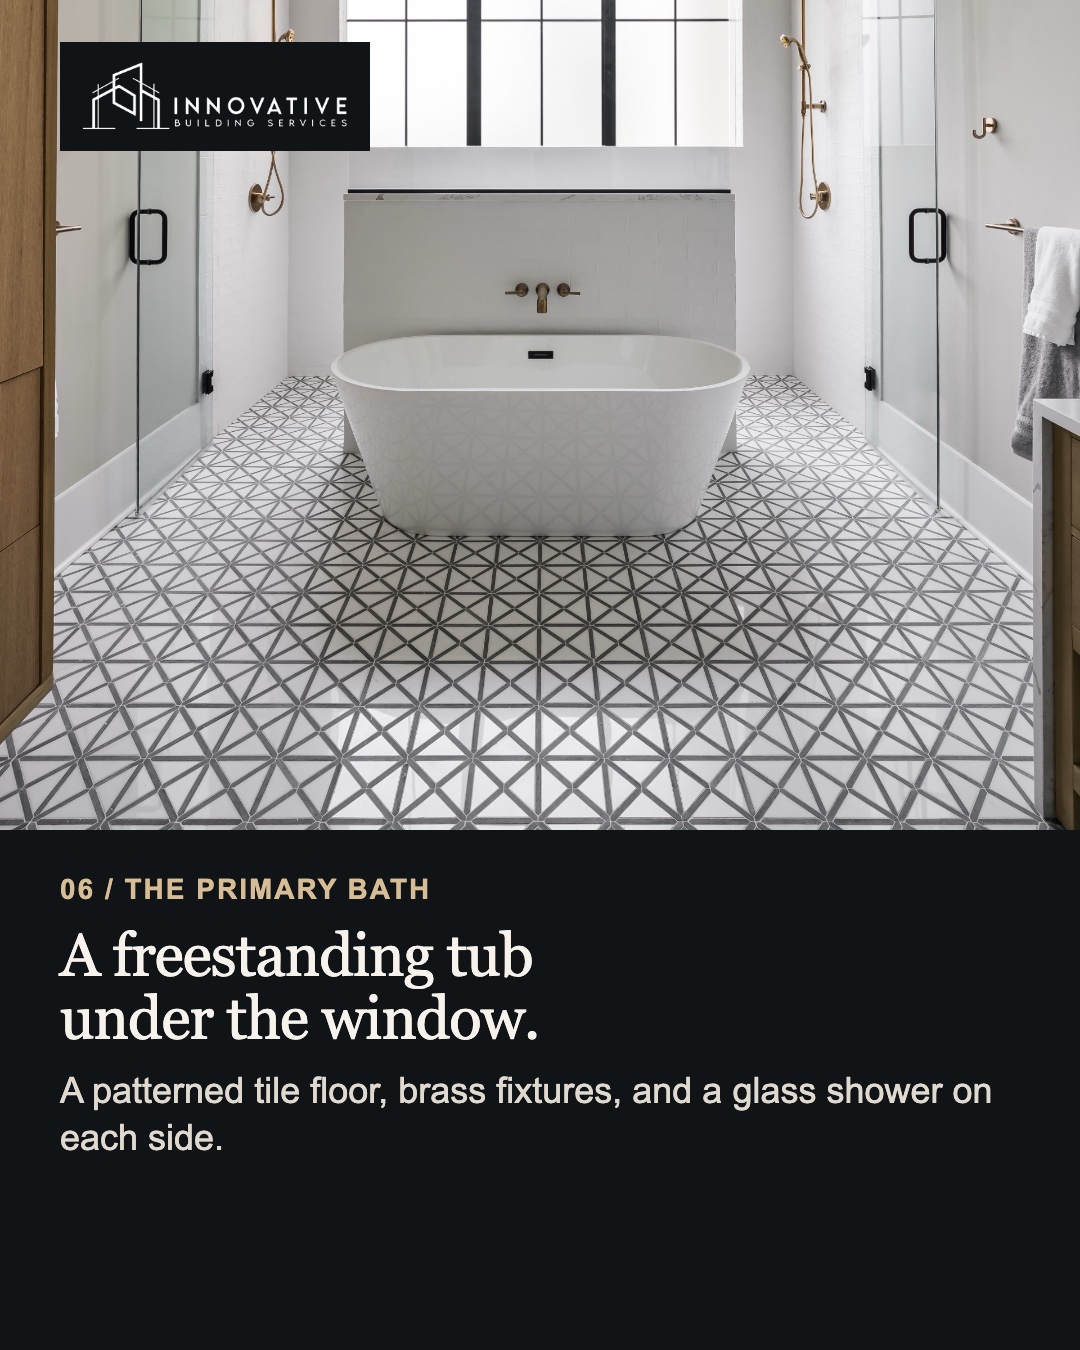 INNOVATIVE
BUILDING SERVICES
06 / THE PRIMARY BATH
A freestanding tub
under the window.
A patterned tile floor, brass fixtures, and a glass shower on
each side.